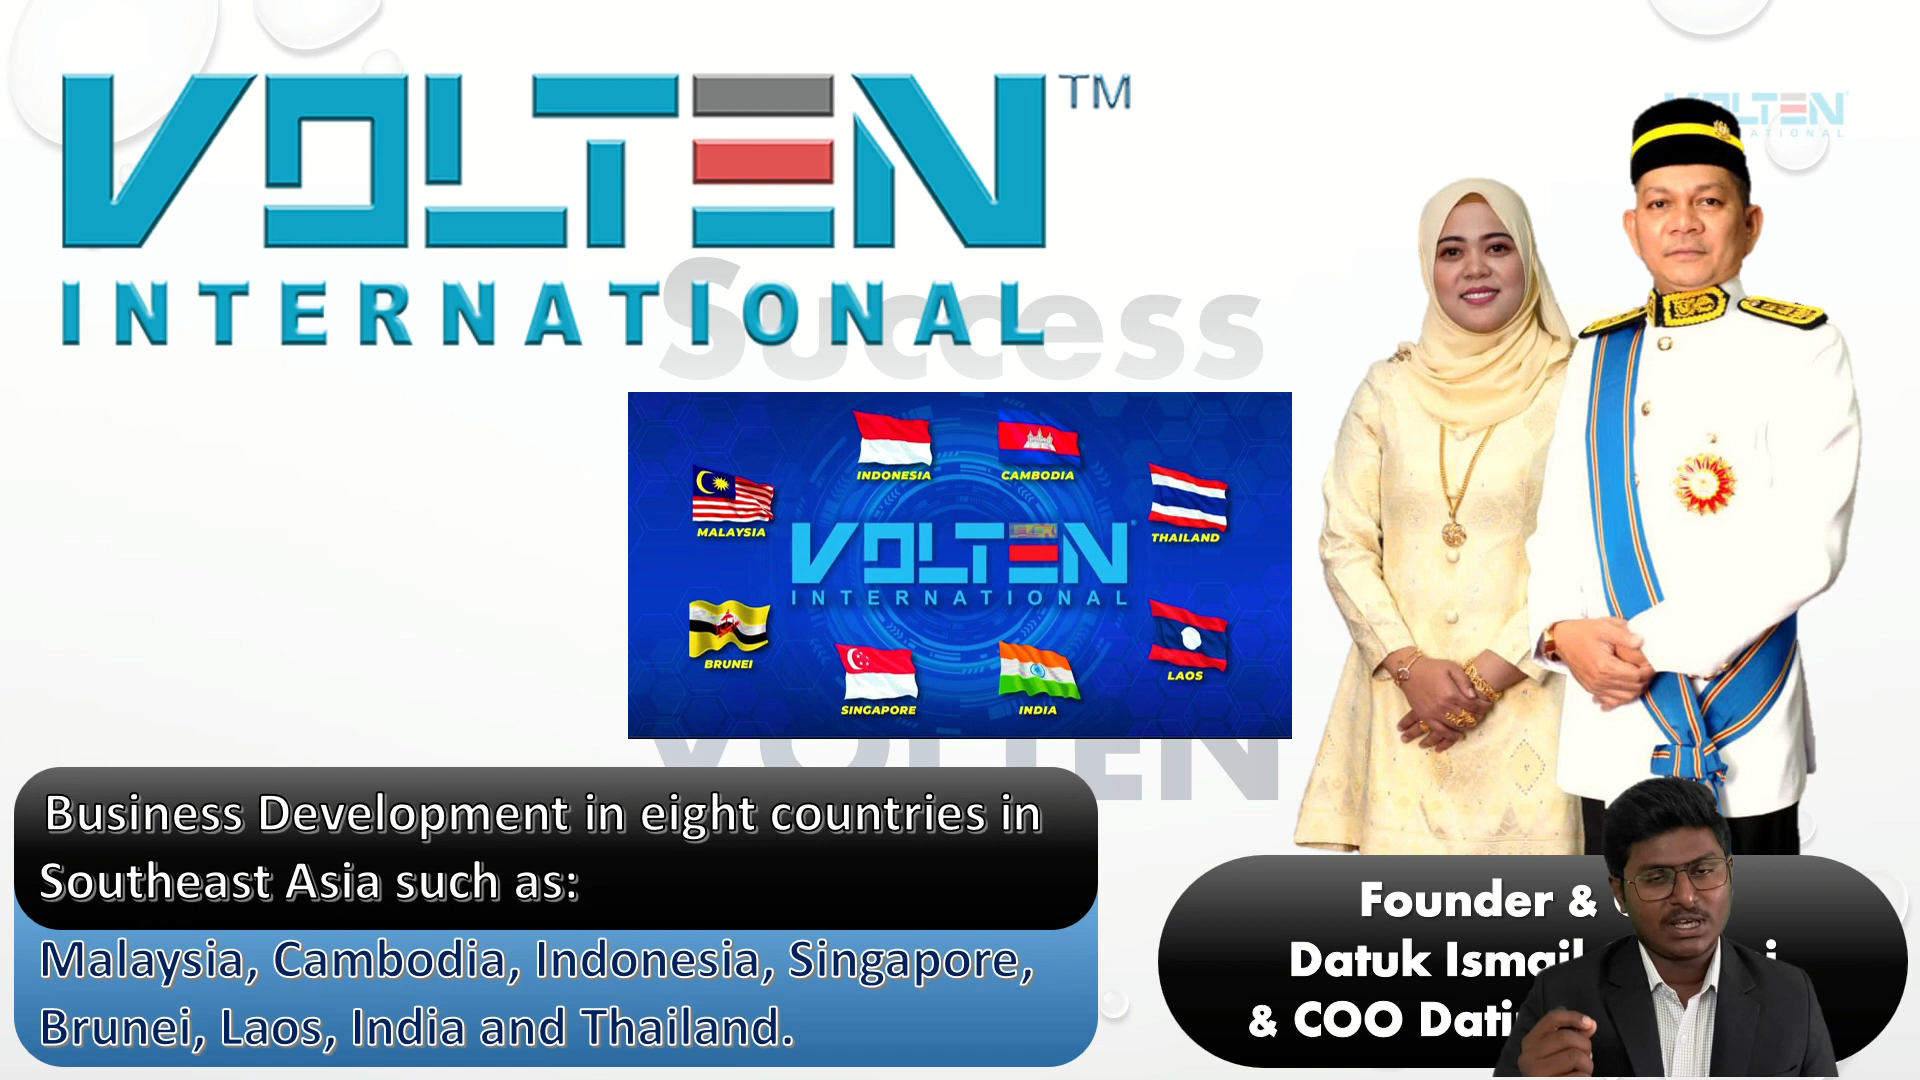 VOLTEN™
INTERNATIONAL
Success
INDONESIA
CAMBODIA
MALAYSIA
THAILAND
VOLTEN
INTERNATIONAL
BRUNEI
LAOS
SINGAPORE
INDIA
VOLTEN
Business Development in eight countries in
Southeast Asia such as:
Malaysia, Cambodia, Indonesia, Singapore,
Brunei, Laos, India and Thailand.
Founder &
Datuk Ismail
& COO